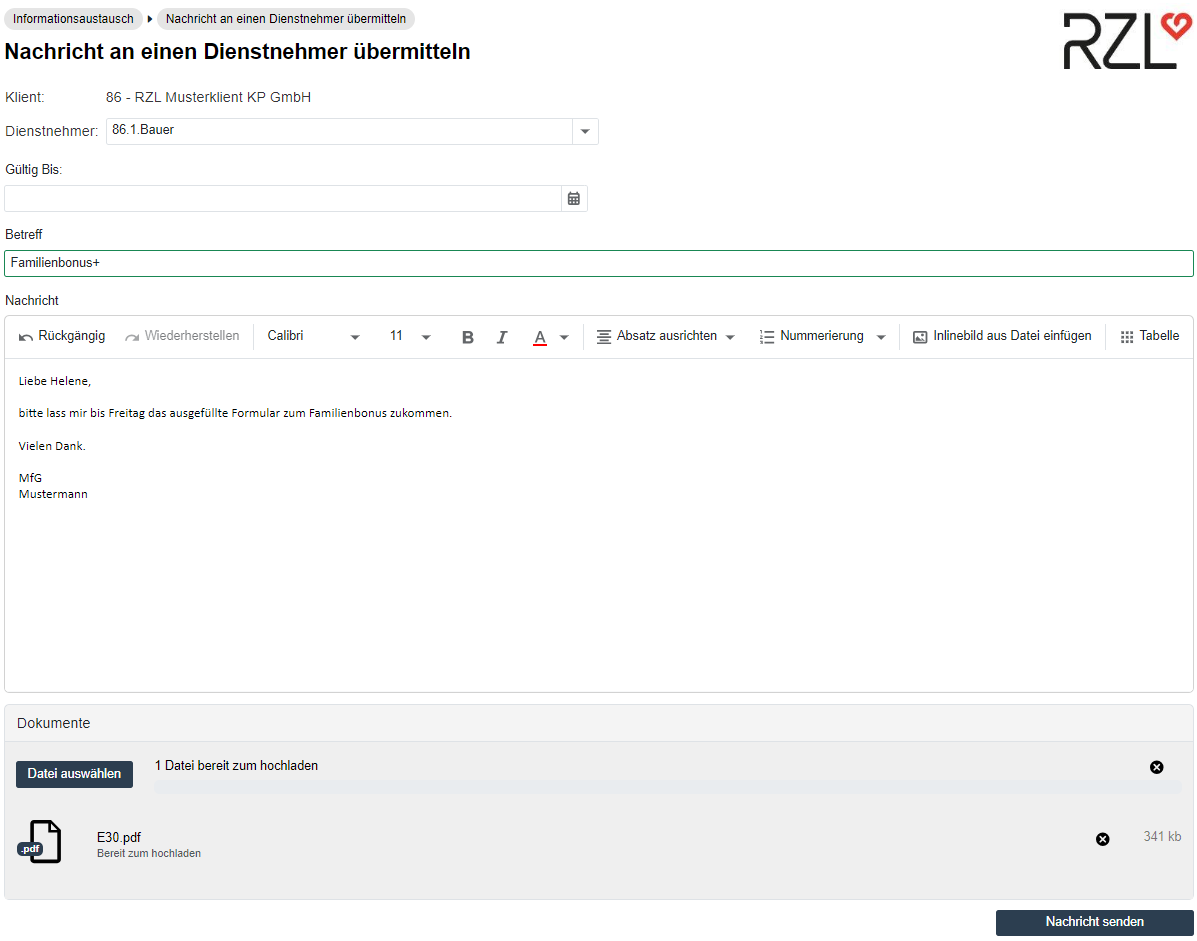 Informationsaustausch Nachricht an einen Dienstnehmer übermitteln
RZL
Nachricht an einen Dienstnehmer übermitteln
Klient: 86 - RZL Musterklient KP GmbH
Dienstnehmer: 86.1.Bauer
Gültig Bis:
Betreff
Familienbonus+
Nachricht
Rückgängig Wiederherstellen Calibri 11 B I A Absatz ausrichten Nummerierung Inlinebild aus Datei einfügen Tabelle
Liebe Helene,
bitte lass mir bis Freitag das ausgefüllte Formular zum Familienbonus zukommen.
Vielen Dank.
MfG
Mustermann
Dokumente
Datei auswählen 1 Datei bereit zum hochladen
.pdf E30.pdf 341 kb
Bereit zum hochladen
Nachricht senden